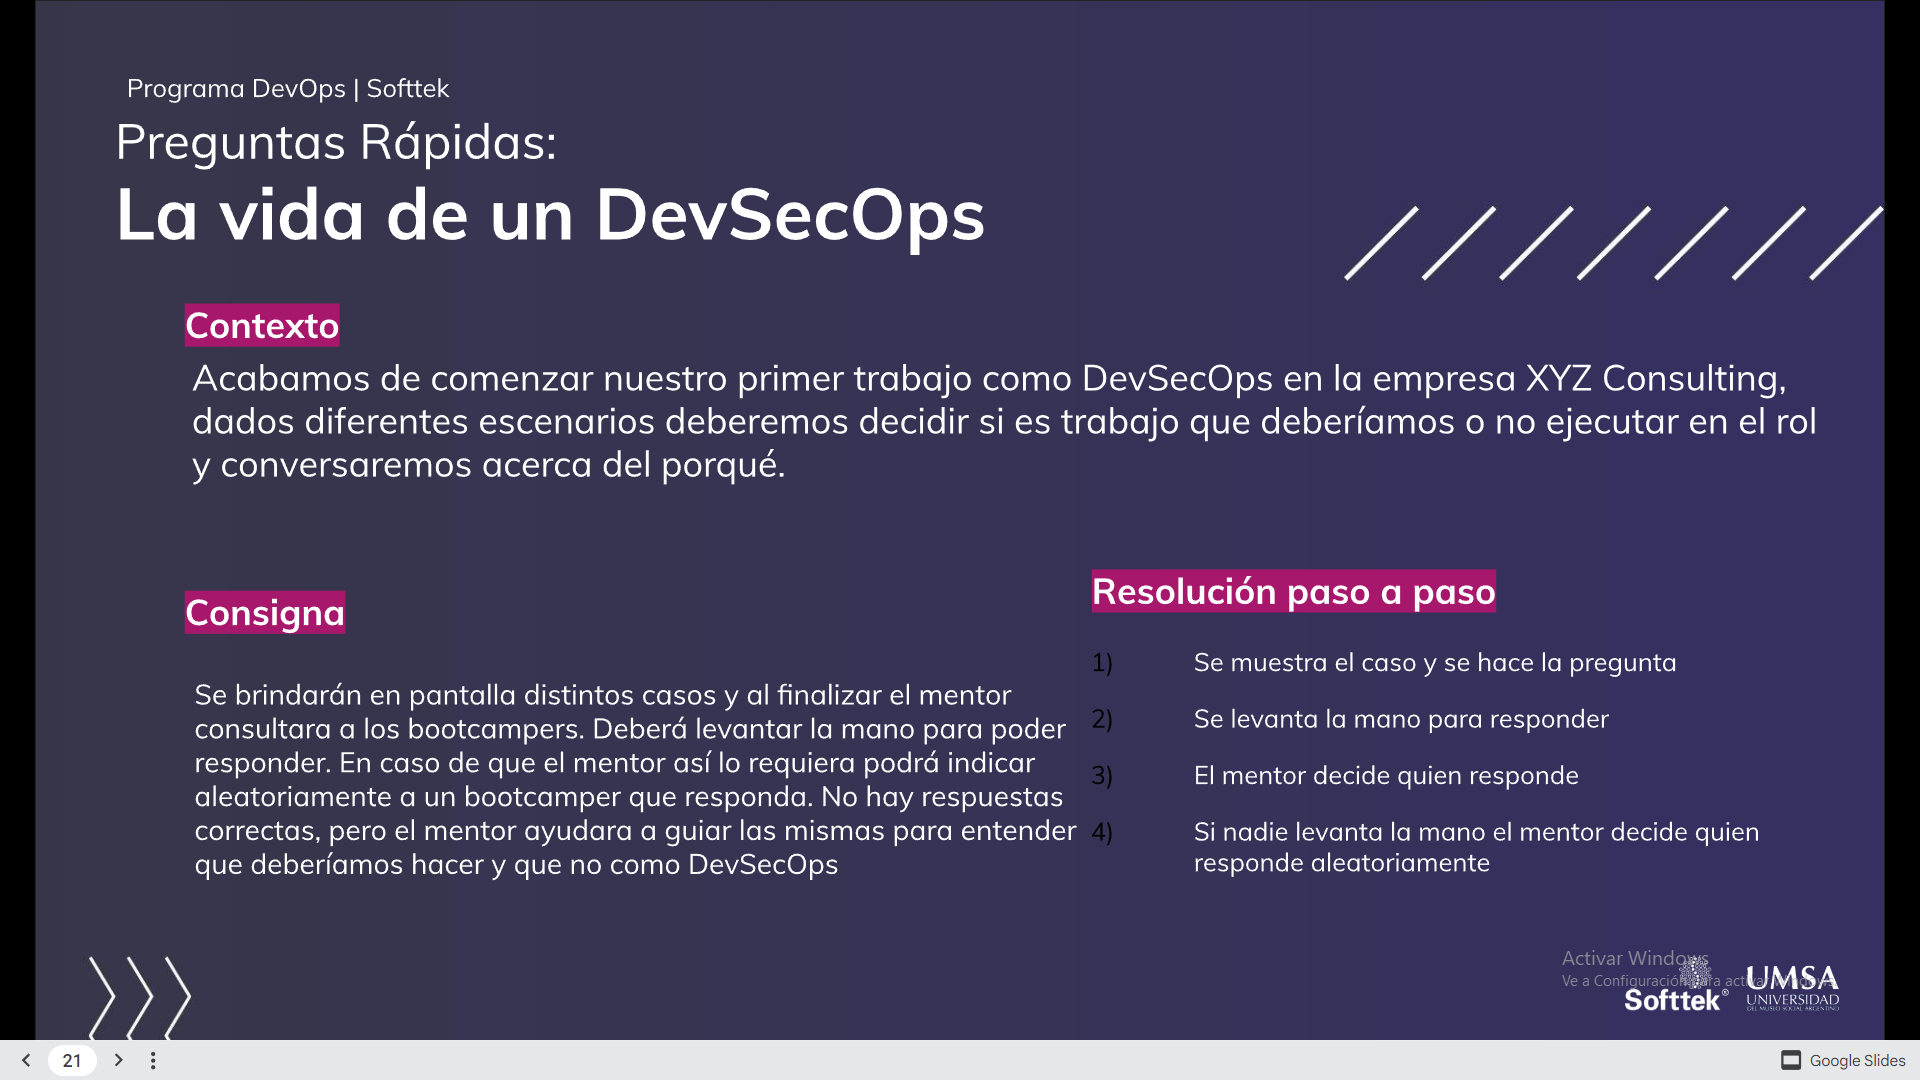 Programa DevOps | Softtek
Preguntas Rápidas:
La vida de un DevSecOps
Contexto
Acabamos de comenzar nuestro primer trabajo como DevSecOps en la empresa XYZ Consulting,
dados diferentes escenarios deberemos decidir si es trabajo que deberíamos o no ejecutar en el rol
y conversaremos acerca del porqué.
Consigna
Se brindarán en pantalla distintos casos y al finalizar el mentor
consultara a los bootcampers. Deberá levantar la mano para poder
responder. En caso de que el mentor así lo requiera podrá indicar
aleatoriamente a un bootcamper que responda. No hay respuestas
correctas, pero el mentor ayudara a guiar las mismas para entender
que deberíamos hacer y que no como DevSecOps
Resolución paso a paso
1) Se muestra el caso y se hace la pregunta
2) Se levanta la mano para responder
3) El mentor decide quien responde
4) Si nadie levanta la mano el mentor decide quien
responde aleatoriamente
Activar Windows
Ve a Configuración para activar Windows.
Softtek®
UMSA
UNIVERSIDAD
DEL MUSEO SOCIAL ARGENTINO
21
Google Slides